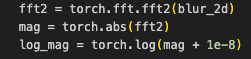 fft2 = torch.fft.fft2(blur_2d)
mag = torch.abs(fft2)
log_mag = torch.log(mag + 1e-8)